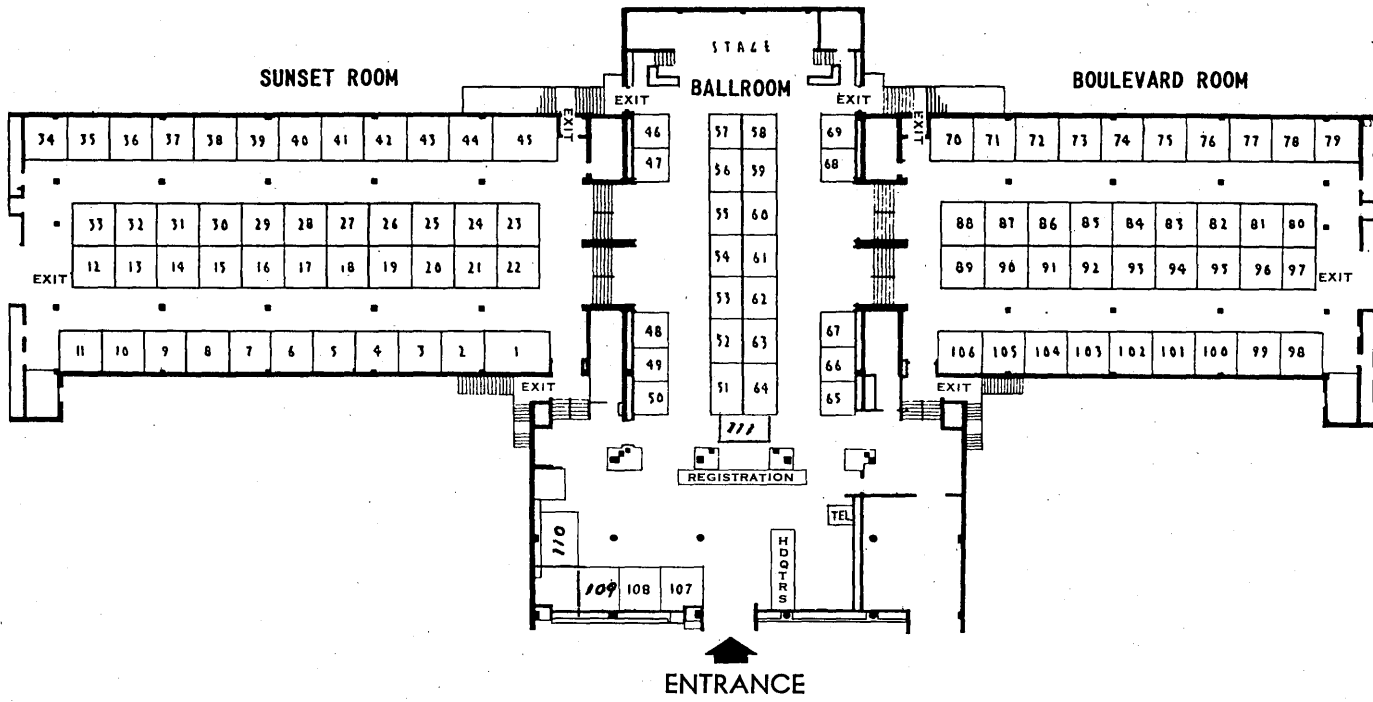 STAGE
SUNSET ROOM
BALLROOM
BOULEVARD ROOM
EXIT
EXIT
EXIT
EXIT
34 35 36 37 38 39 40 41 42 43 44 45
46
47
57 58
56 59
55 60
54 61
53 62
52 63
51 64
69
68
70 71 72 73 74 75 76 77 78 79
33 32 31 30 29 28 27 26 25 24 23
12 13 14 15 16 17 18 19 20 21 22
EXIT
88 87 86 85 84 83 82 81 80
89 90 91 92 93 94 95 96 97
EXIT
11 10 9 8 7 6 5 4 3 2 1
48
49
50
67
66
65
106 105 104 103 102 101 100 99 98
EXIT
EXIT
111
REGISTRATION
TEL
110
109 108 107
HDQTRS
ENTRANCE